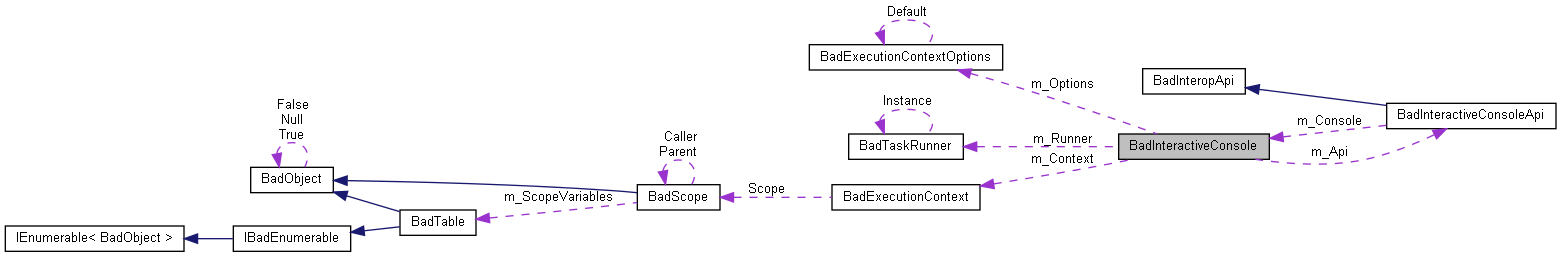 Default
BadExecutionContextOptions
m_Options
BadInteropApi
Instance
m_Console
BadInteractiveConsoleApi
False
Null
True
Caller
Parent
BadTaskRunner
m_Runner
BadInteractiveConsole
m_Context
m_Api
BadObject
m_ScopeVariables
BadScope
Scope
BadExecutionContext
BadTable
IEnumerable< BadObject >
IBadEnumerable